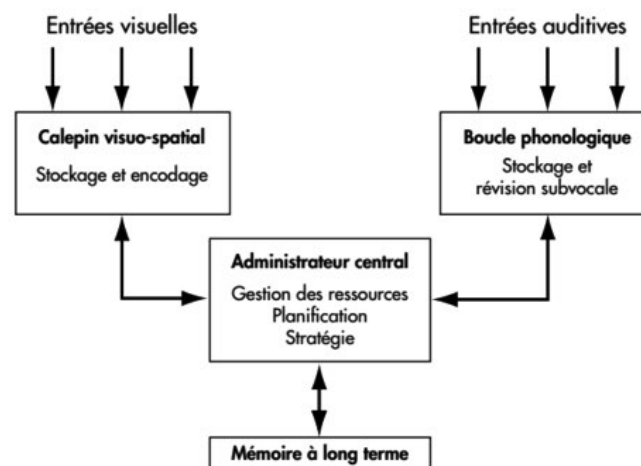 Entrées visuelles
Entrées auditives
Calepin visuo-spatial
Stockage et encodage
Boucle phonologique
Stockage et
révision subvocale
Administrateur central
Gestion des ressources
Planification
Stratégie
Mémoire à long terme